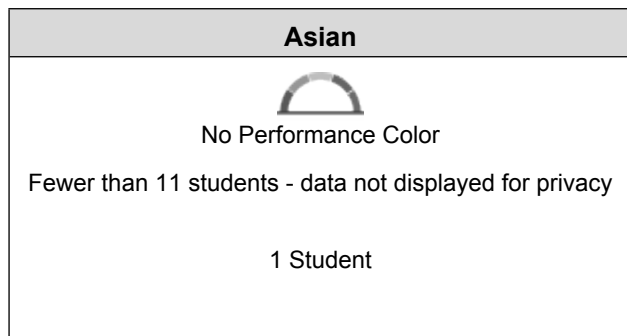 Asian
No Performance Color
Fewer than 11 students - data not displayed for privacy
1 Student